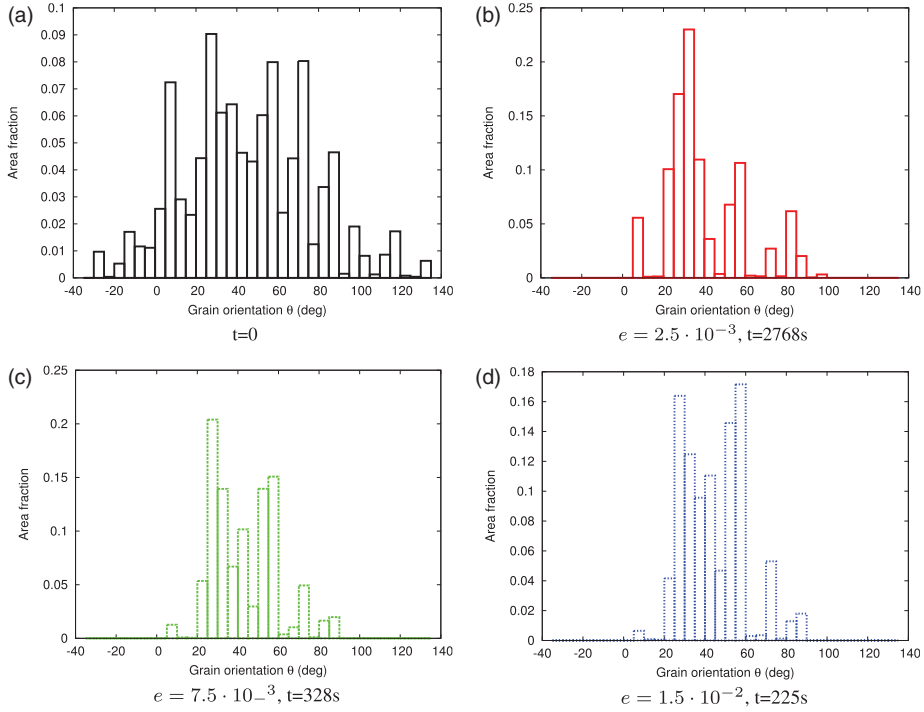 (a)
0.1
0.09
0.08
0.07
0.06
0.05
0.04
0.03
0.02
0.01
0
Area fraction
-40 -20 0 20 40 60 80 100 120 140
Grain orientation θ (deg)
t=0
(b)
0.25
0.2
0.15
0.1
0.05
0
Area fraction
-40 -20 0 20 40 60 80 100 120 140
Grain orientation θ (deg)
e = 2.5 · 10⁻³, t=2768s
(c)
0.25
0.2
0.15
0.1
0.05
0
Area fraction
-40 -20 0 20 40 60 80 100 120 140
Grain orientation θ (deg)
e = 7.5 · 10₋³, t=328s
(d)
0.18
0.16
0.14
0.12
0.1
0.08
0.06
0.04
0.02
0
Area fraction
-40 -20 0 20 40 60 80 100 120 140
Grain orientation θ (deg)
e = 1.5 · 10⁻², t=225s